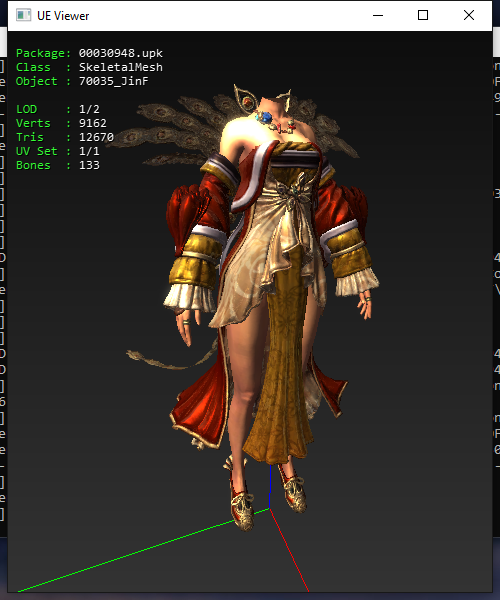 UE Viewer
Package: 00030948.upk
Class : SkeletalMesh
Object : 70035_JinF
LOD : 1/2
Verts : 9162
Tris : 12670
UV Set : 1/1
Bones : 133